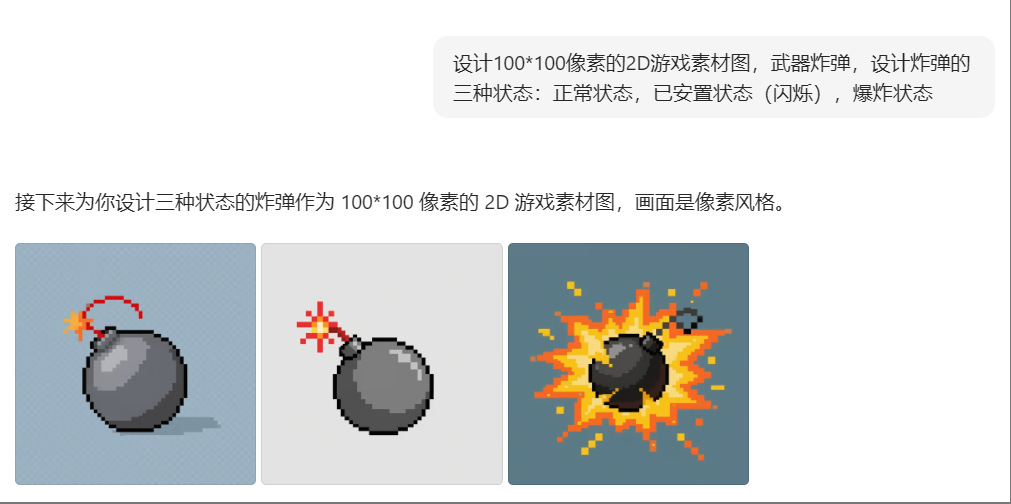 设计100*100像素的2D游戏素材图，武器炸弹，设计炸弹的
三种状态：正常状态，已安置状态（闪烁），爆炸状态
接下来为你设计三种状态的炸弹作为 100*100 像素的 2D 游戏素材图，画面是像素风格。